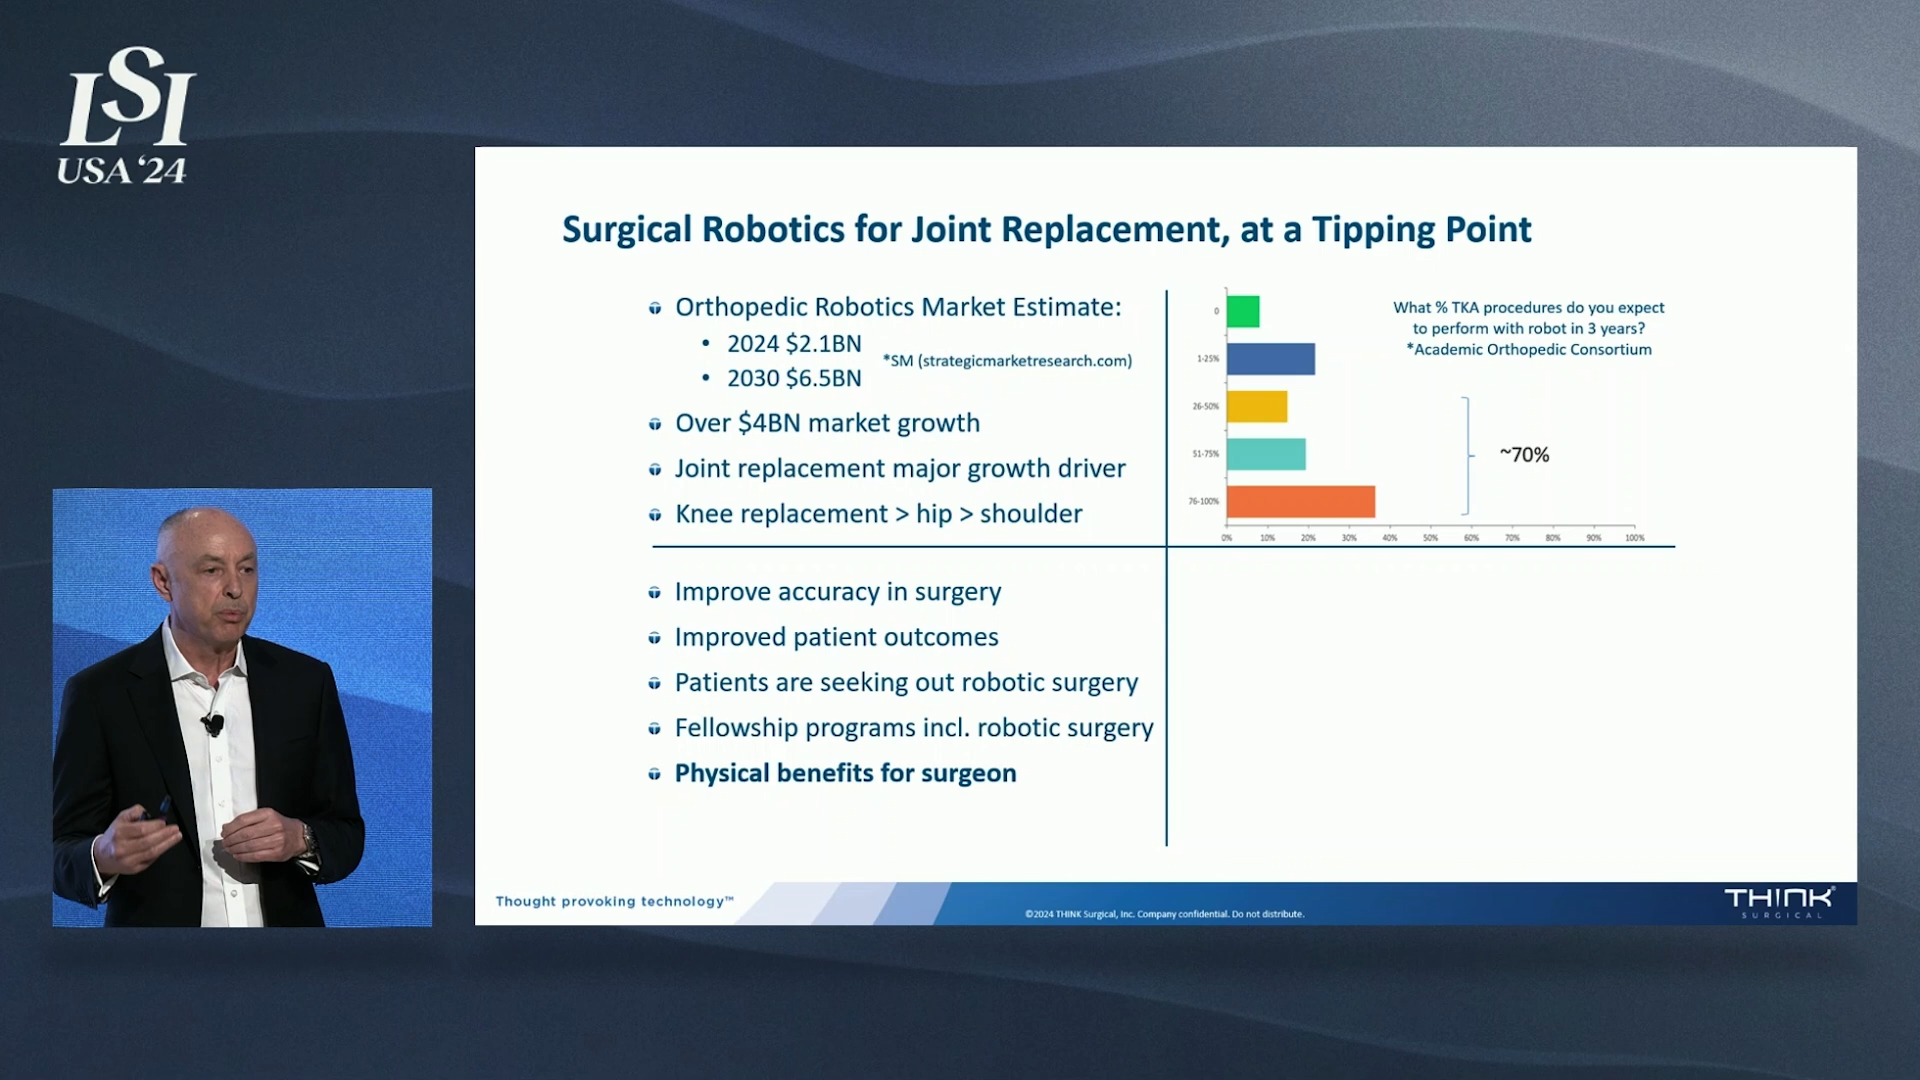 LSI
USA '24
Surgical Robotics for Joint Replacement, at a Tipping Point
Orthopedic Robotics Market Estimate:
• 2024 $2.1BN
• 2030 $6.5BN
*SM (strategicmarketresearch.com)
Over $4BN market growth
Joint replacement major growth driver
Knee replacement > hip > shoulder
What % TKA procedures do you expect
to perform with robot in 3 years?
*Academic Orthopedic Consortium
0
1-25%
26-50%
51-75%
76-100%
~70%
0% 10% 20% 30% 40% 50% 60% 70% 80% 90% 100%
Improve accuracy in surgery
Improved patient outcomes
Patients are seeking out robotic surgery
Fellowship programs incl. robotic surgery
Physical benefits for surgeon
Thought provoking technology™
©2024 THINK Surgical, Inc. Company confidential. Do not distribute.
THINK®
SURGICAL